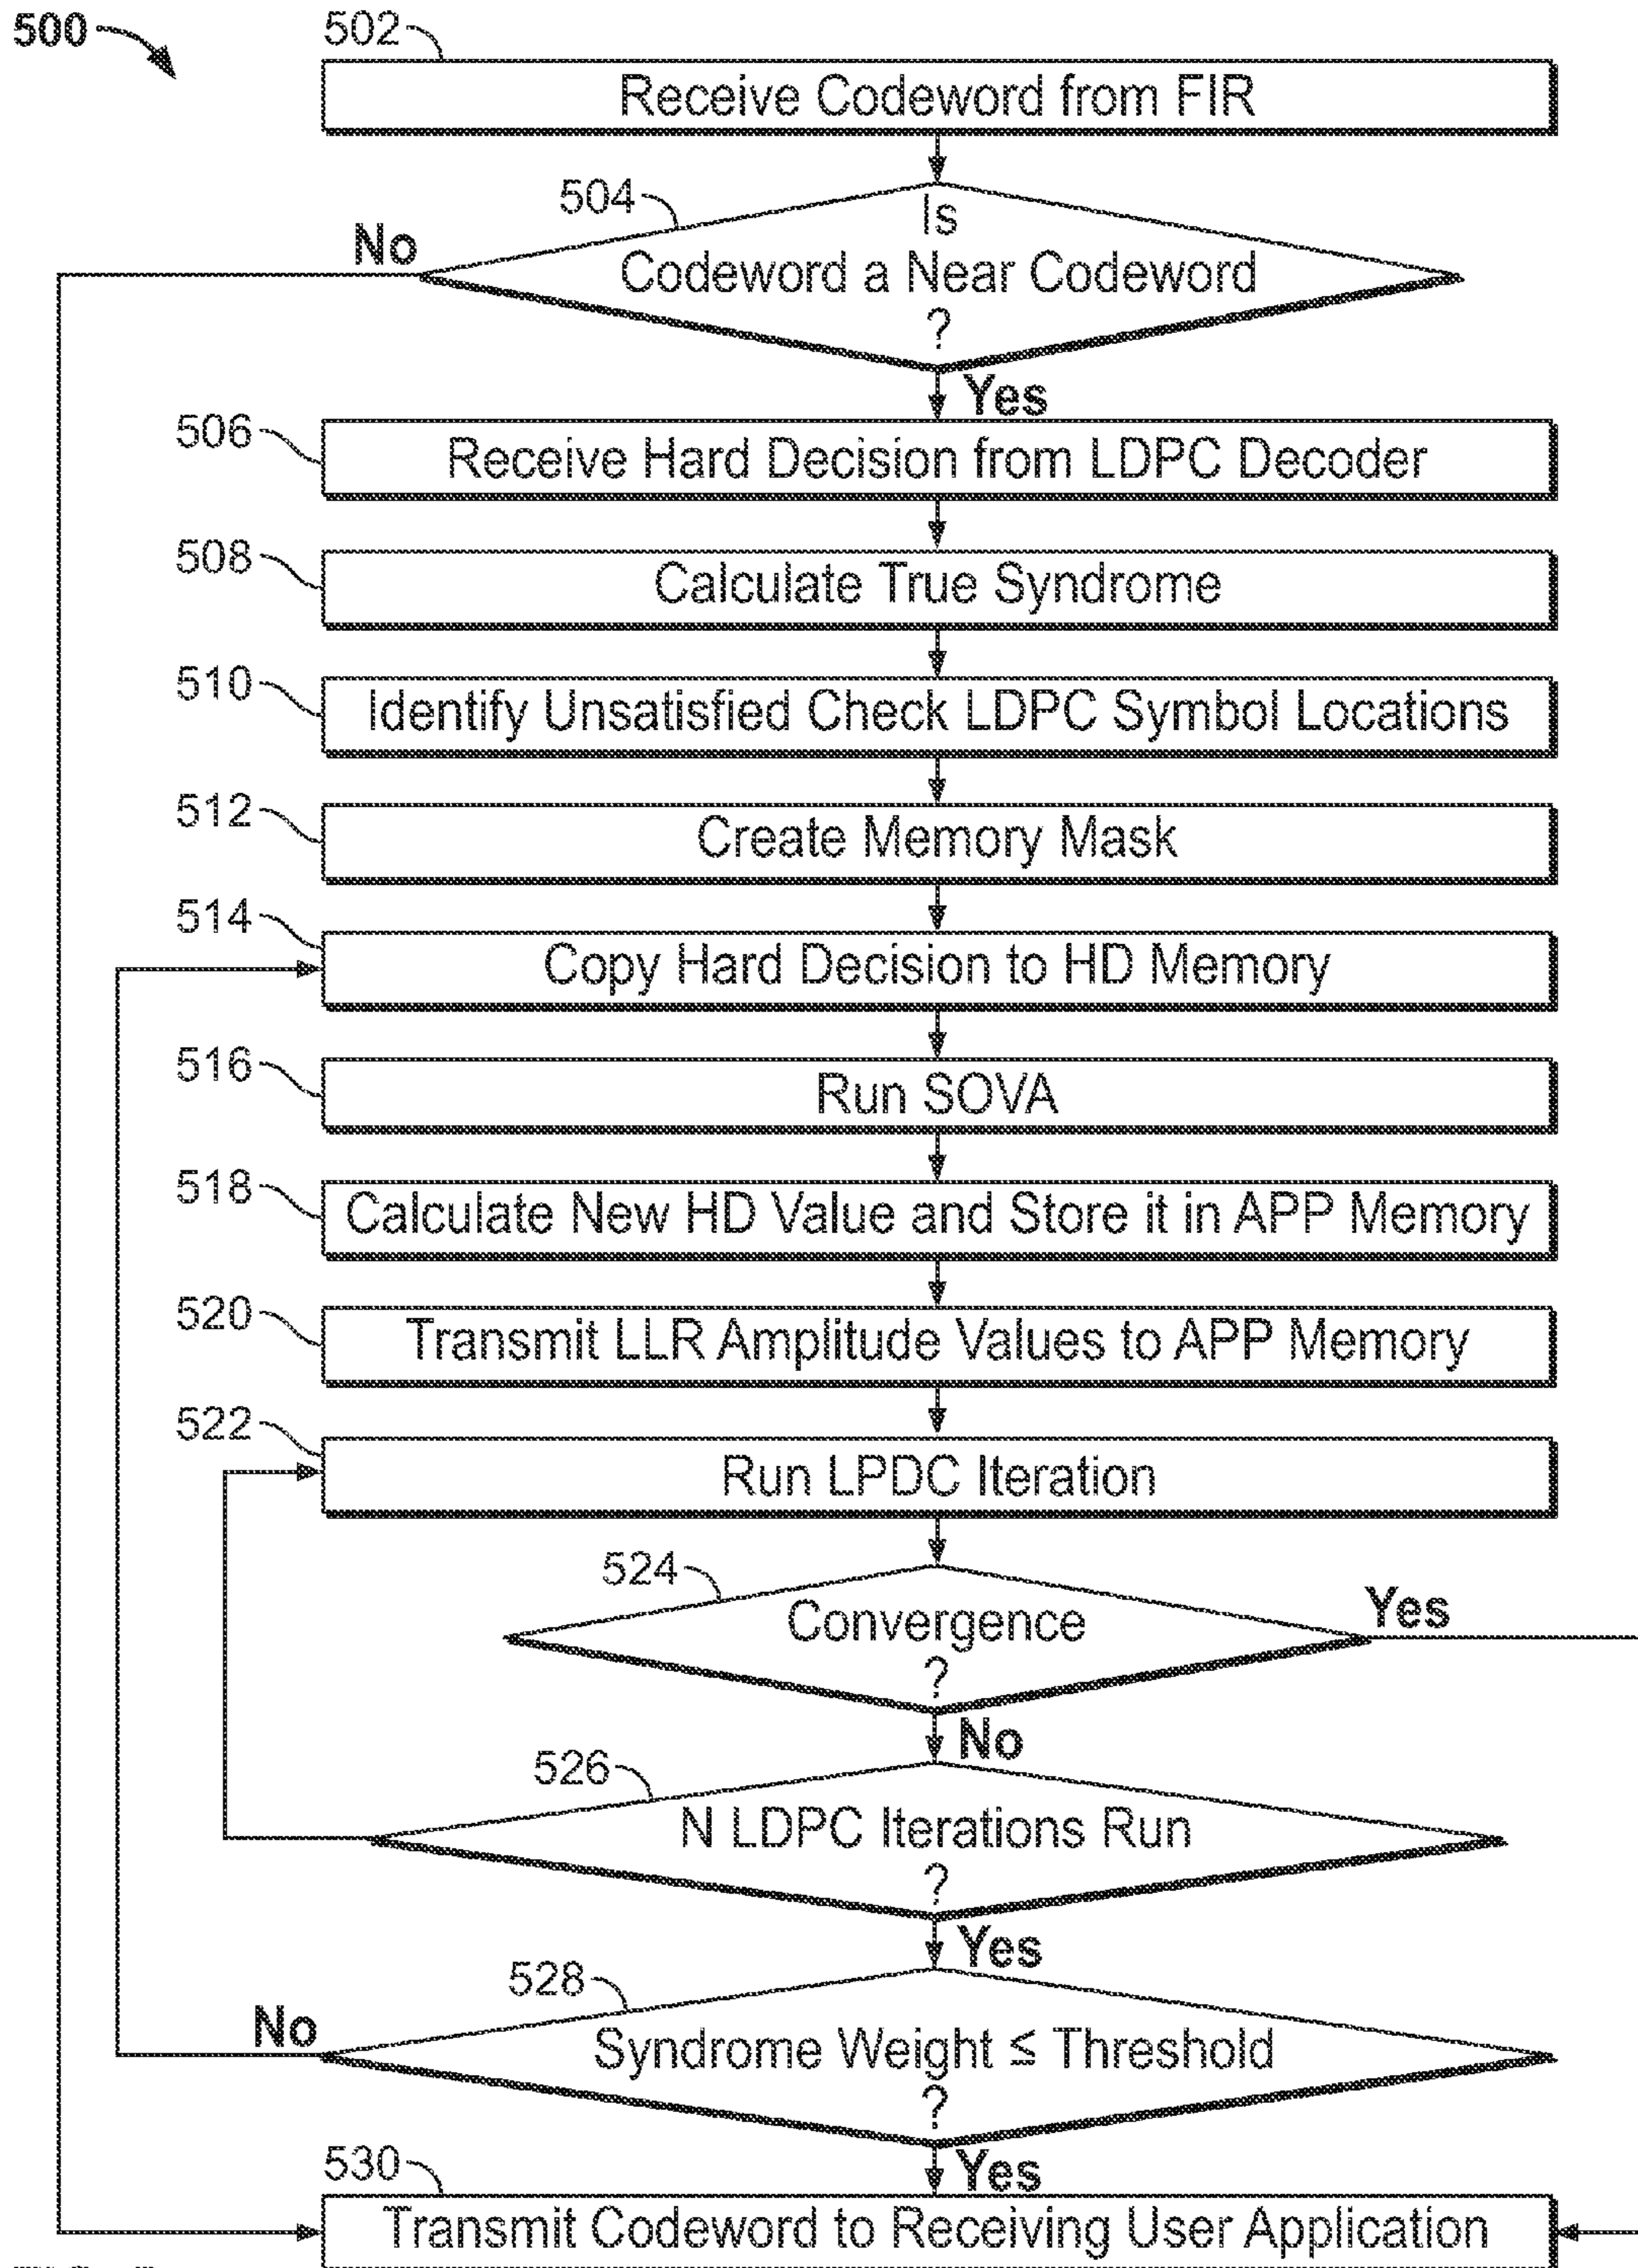 500
502
Receive Codeword from FIR
504
Is
No
Codeword a Near Codeword
?
Yes
506
Receive Hard Decision from LDPC Decoder
508
Calculate True Syndrome
510
Identify Unsatisfied Check LDPC Symbol Locations
512
Create Memory Mask
514
Copy Hard Decision to HD Memory
516
Run SOVA
518
Calculate New HD Value and Store it in APP Memory
520
Transmit LLR Amplitude Values to APP Memory
522
Run LPDC Iteration
524
Convergence
Yes
?
No
526
N LDPC Iterations Run
?
Yes
528
No
Syndrome Weight ≦ Threshold
?
Yes
530
Transmit Codeword to Receiving User Application